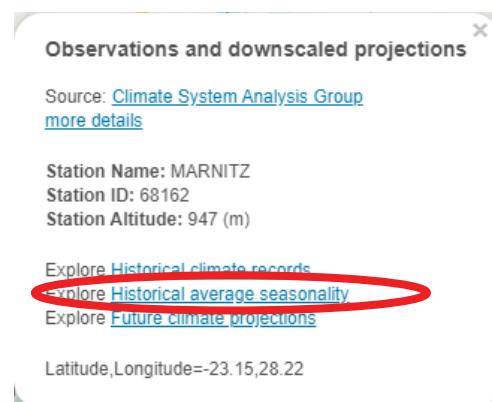 Observations and downscaled projections
Source: Climate System Analysis Group
more details
Station Name: MARNITZ
Station ID: 68162
Station Altitude: 947 (m)
Explore Historical climate records
Explore Historical average seasonality
Explore Future climate projections
Latitude,Longitude=-23.15,28.22